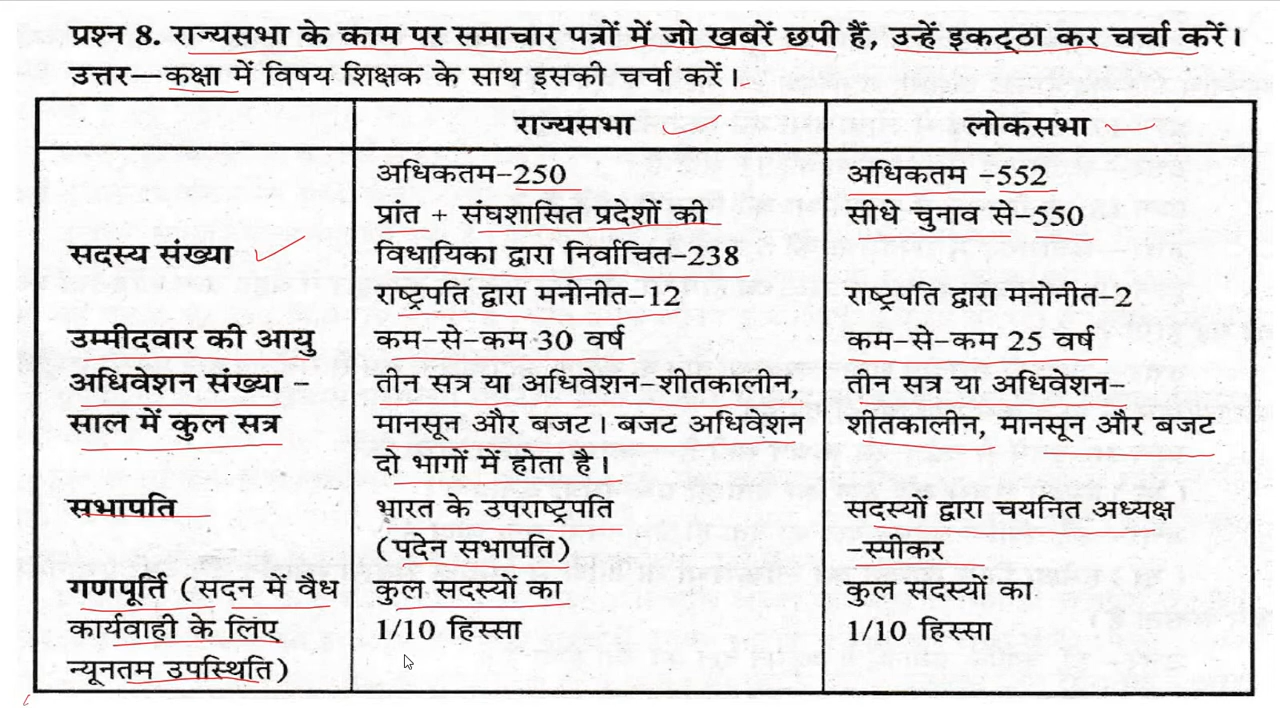 प्रश्न 8. राज्यसभा के काम पर समाचार पत्रों में जो खबरें छपी हैं, उन्हें इकट्ठा कर चर्चा करें।
उत्तर—कक्षा में विषय शिक्षक के साथ इसकी चर्चा करें।
राज्यसभा लोकसभा
अधिकतम-250 अधिकतम -552
प्रांत + संघशासित प्रदेशों की सीधे चुनाव से-550
सदस्य संख्या विधायिका द्वारा निर्वाचित-238
राष्ट्रपति द्वारा मनोनीत-12 राष्ट्रपति द्वारा मनोनीत-2
उम्मीदवार की आयु कम-से-कम 30 वर्ष कम-से-कम 25 वर्ष
अधिवेशन संख्या - तीन सत्र या अधिवेशन-शीतकालीन, तीन सत्र या अधिवेशन-
साल में कुल सत्र मानसून और बजट। बजट अधिवेशन शीतकालीन, मानसून और बजट
दो भागों में होता है।
सभापति भारत के उपराष्ट्रपति सदस्यों द्वारा चयनित अध्यक्ष
(पदेन सभापति) -स्पीकर
गणपूर्ति (सदन में वैध कुल सदस्यों का कुल सदस्यों का
कार्यवाही के लिए 1/10 हिस्सा 1/10 हिस्सा
न्यूनतम उपस्थिति)